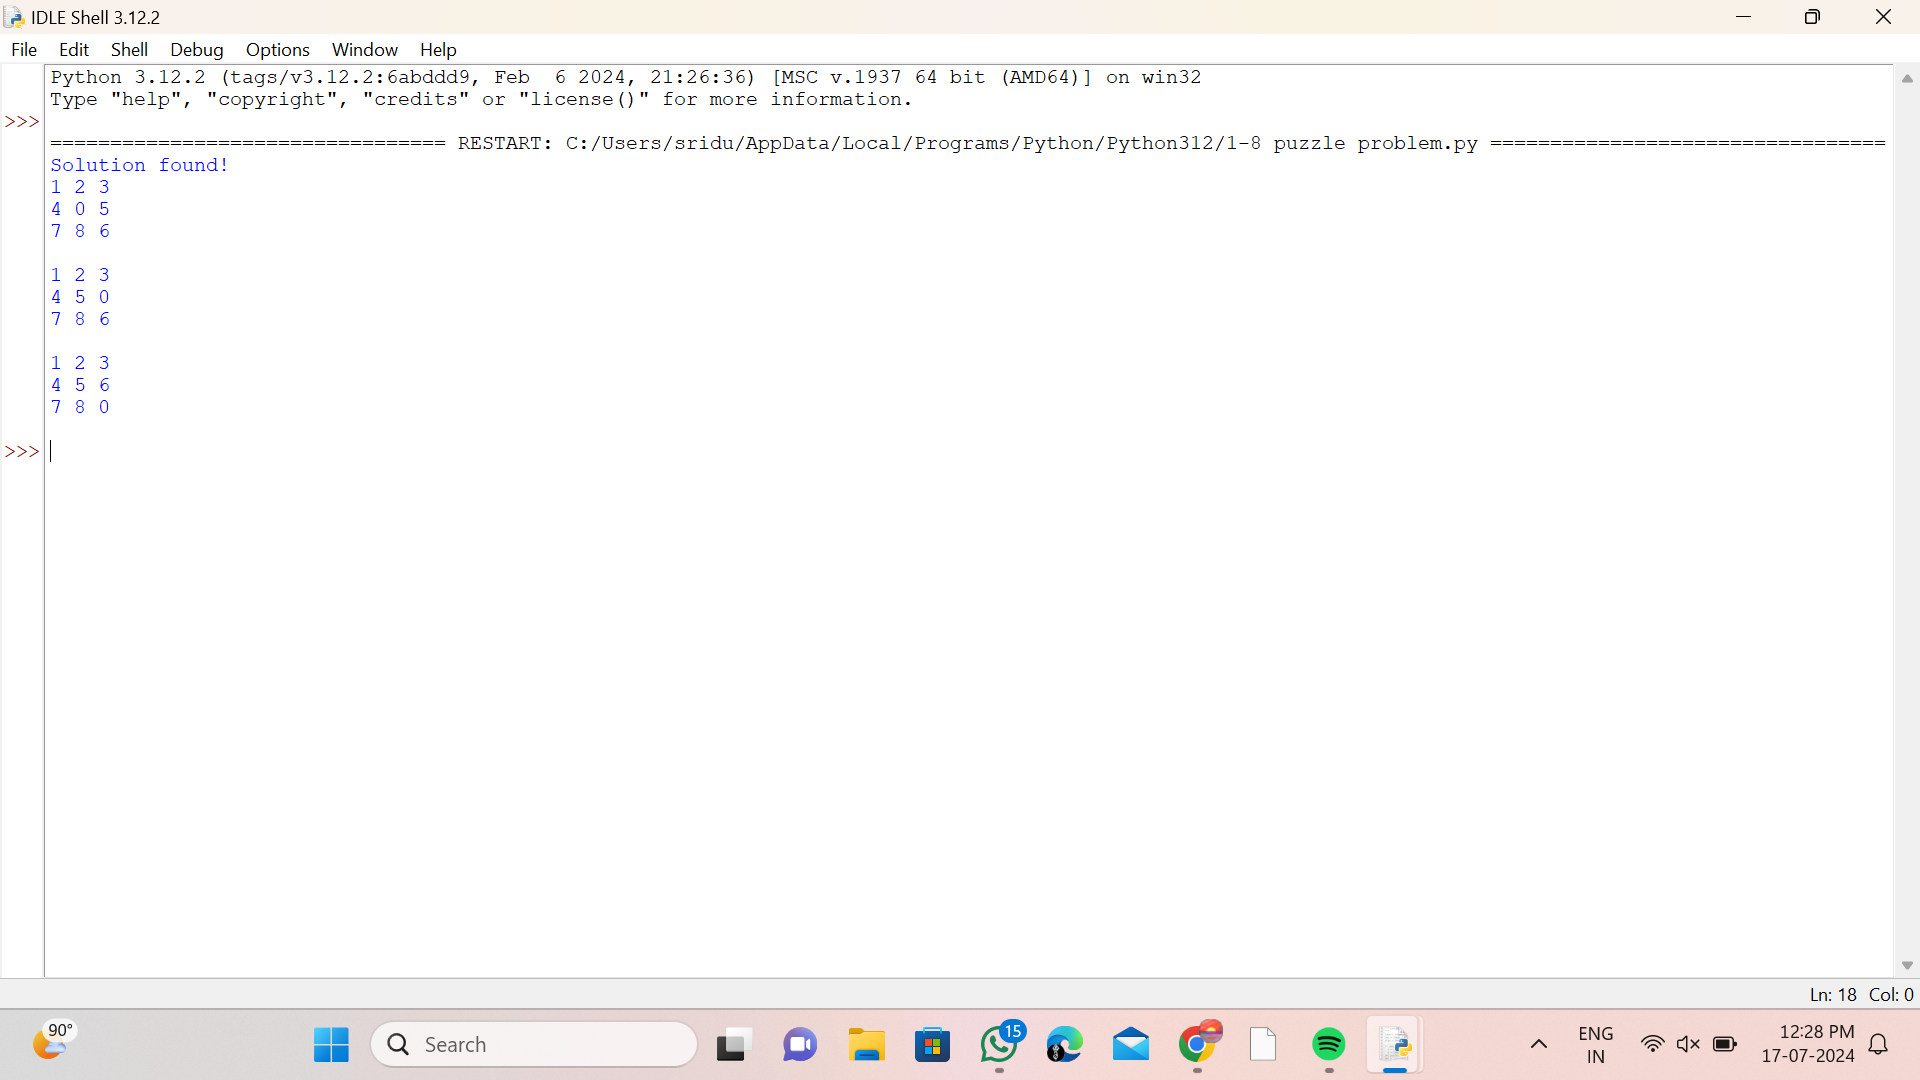 IDLE Shell 3.12.2
File Edit Shell Debug Options Window Help
Python 3.12.2 (tags/v3.12.2:6abddd9, Feb  6 2024, 21:26:36) [MSC v.1937 64 bit (AMD64)] on win32
Type "help", "copyright", "credits" or "license()" for more information.
>>>
================================= RESTART: C:/Users/sridu/AppData/Local/Programs/Python/Python312/1-8 puzzle problem.py =================================
Solution found!
1 2 3
4 0 5
7 8 6
1 2 3
4 5 0
7 8 6
1 2 3
4 5 6
7 8 0
>>>
Ln: 18 Col: 0
90°
Search
15
ENG
IN
12:28 PM
17-07-2024